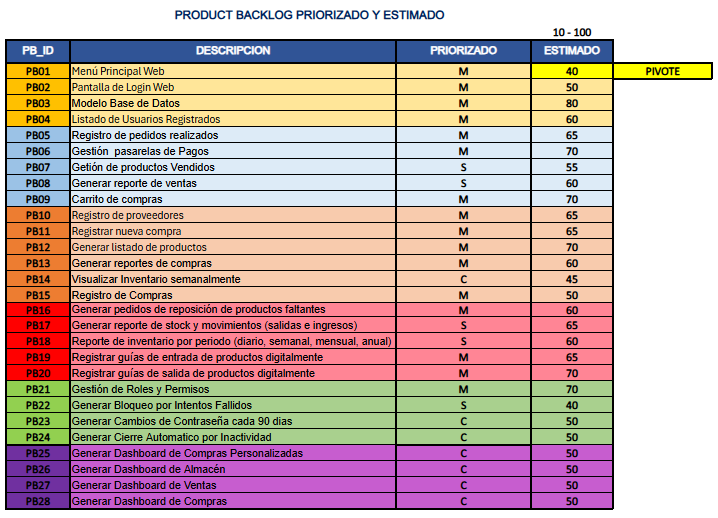 PRODUCT BACKLOG PRIORIZADO Y ESTIMADO
10 - 100
PB_ID DESCRIPCION PRIORIZADO ESTIMADO
PB01 Menú Principal Web M 40 PIVOTE
PB02 Pantalla de Login Web M 50
PB03 Modelo Base de Datos M 80
PB04 Listado de Usuarios Registrados M 60
PB05 Registro de pedidos realizados M 65
PB06 Gestión pasarelas de Pagos M 70
PB07 Getión de productos Vendidos S 55
PB08 Generar reporte de ventas S 60
PB09 Carrito de compras M 70
PB10 Registro de proveedores M 65
PB11 Registrar nueva compra M 65
PB12 Generar listado de productos M 70
PB13 Generar reportes de compras M 60
PB14 Visualizar Inventario semanalmente C 45
PB15 Registro de Compras M 50
PB16 Generar pedidos de reposición de productos faltantes M 60
PB17 Generar reporte de stock y movimientos (salidas e ingresos) S 65
PB18 Reporte de inventario por periodo (diario, semanal, mensual, anual) S 60
PB19 Registrar guías de entrada de productos digitalmente M 65
PB20 Registrar guías de salida de productos digitalmente M 70
PB21 Gestión de Roles y Permisos M 70
PB22 Generar Bloqueo por Intentos Fallidos S 40
PB23 Generar Cambios de Contraseña cada 90 dias C 50
PB24 Generar Cierre Automatico por Inactividad C 50
PB25 Generar Dashboard de Compras Personalizadas C 50
PB26 Generar Dashboard de Almacén C 50
PB27 Generar Dashboard de Ventas C 50
PB28 Generar Dashboard de Compras C 50